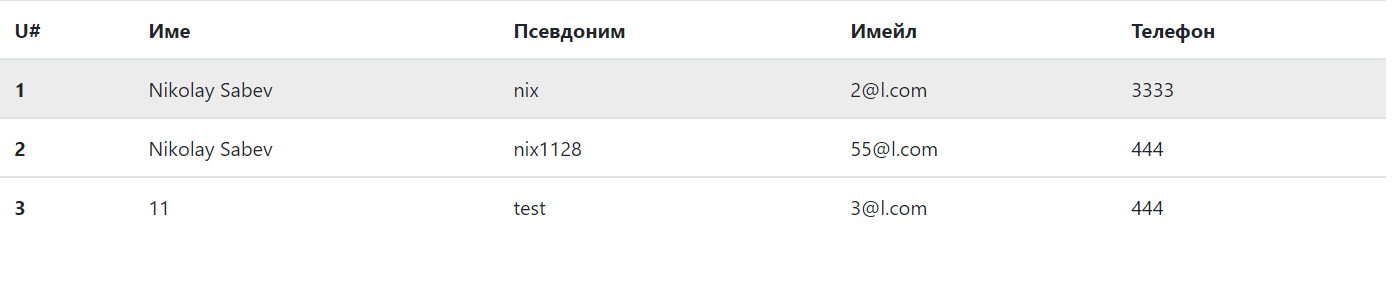 U# Име Псевдоним Имейл Телефон
1 Nikolay Sabev nix 2@l.com 3333
2 Nikolay Sabev nix1128 55@l.com 444
3 11 test 3@l.com 444